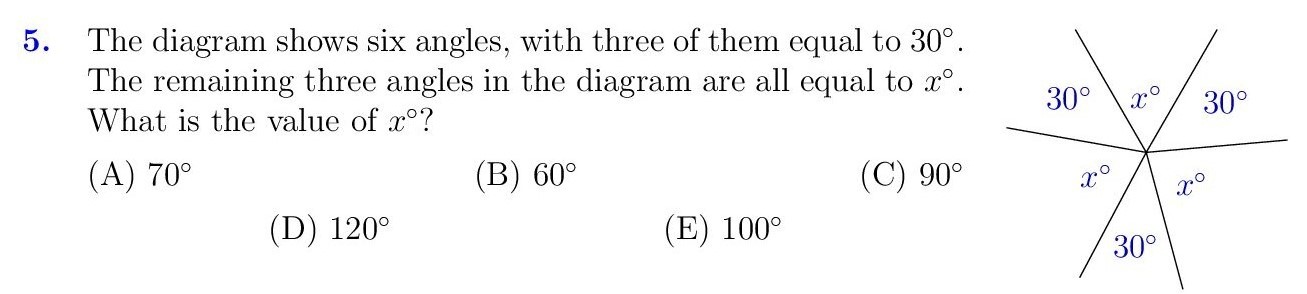 5. The diagram shows six angles, with three of them equal to 30°.
The remaining three angles in the diagram are all equal to x°.
What is the value of x°?
(A) 70° (B) 60° (C) 90°
(D) 120° (E) 100°
30° x° 30°
x° x°
30°